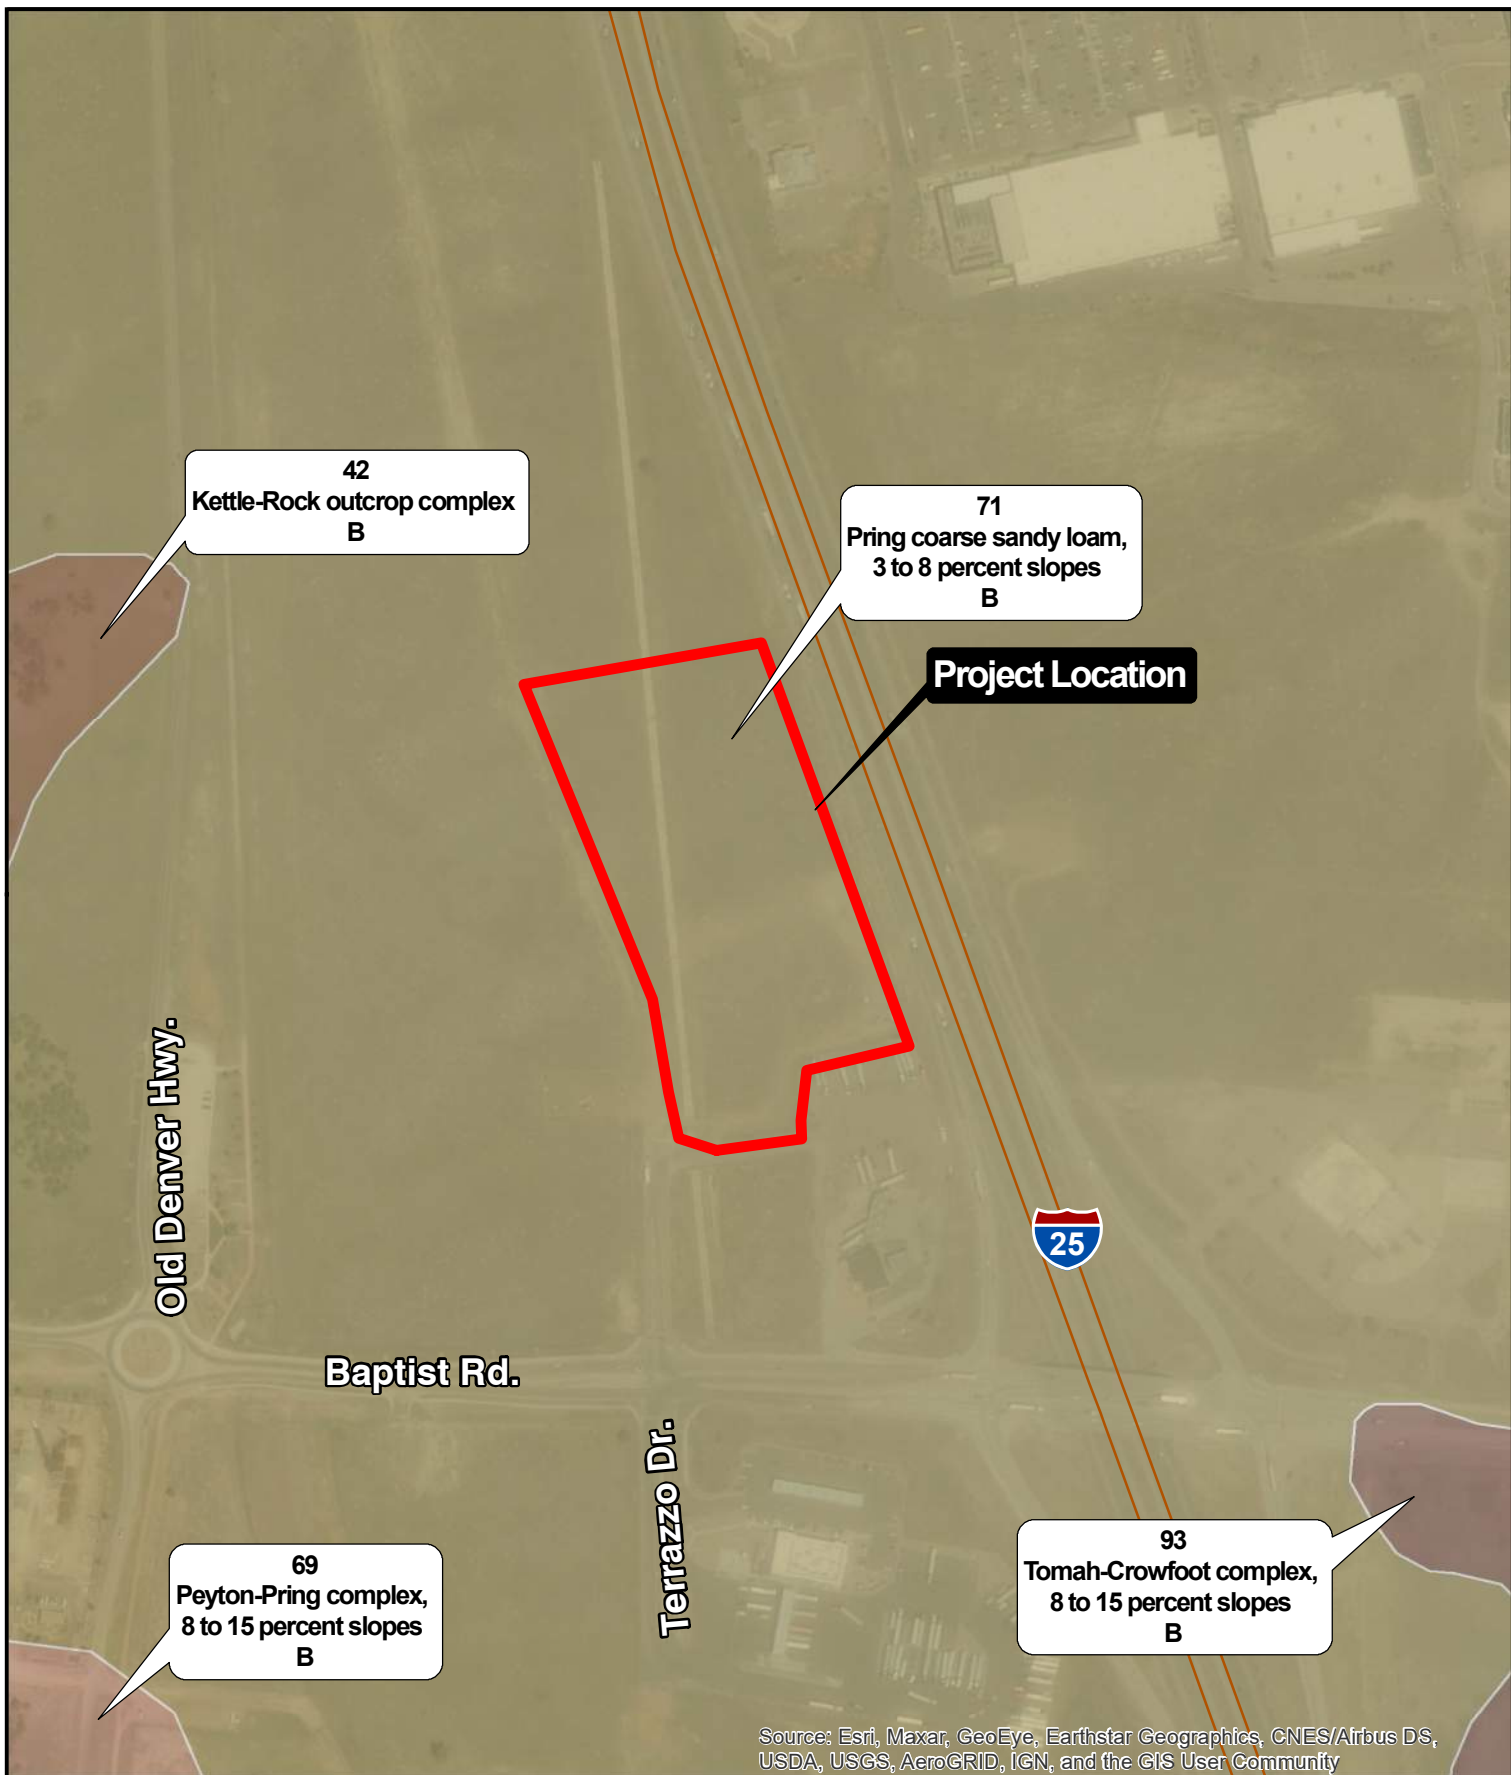 42
Kettle-Rock outcrop complex
B
71
Pring coarse sandy loam,
3 to 8 percent slopes
B
Project Location
Old Denver Hwy.
25
Baptist Rd.
Terrazzo Dr.
69
Peyton-Pring complex,
8 to 15 percent slopes
B
93
Tomah-Crowfoot complex,
8 to 15 percent slopes
B
Source: Esri, Maxar, GeoEye, Earthstar Geographics, CNES/Airbus DS,
USDA, USGS, AeroGRID, IGN, and the GIS User Community